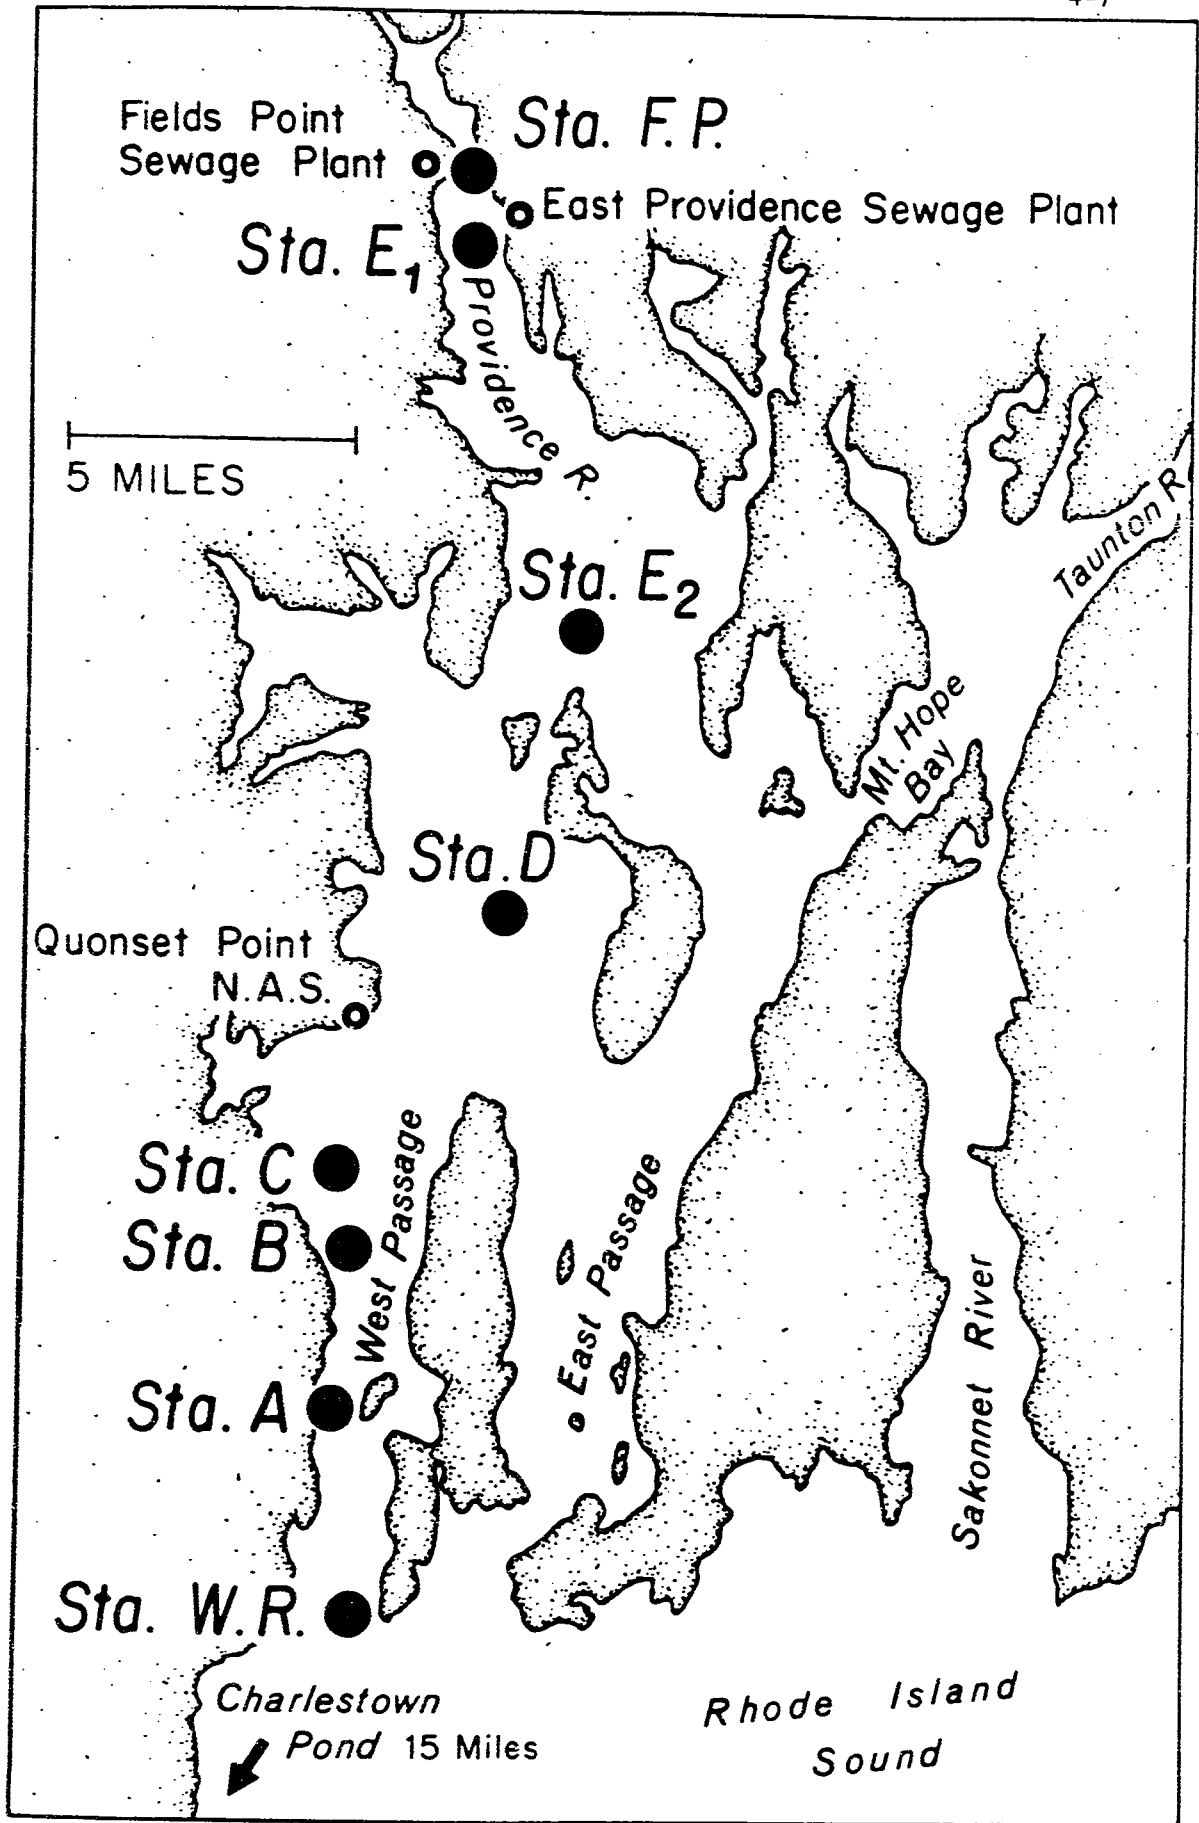 Fields Point
Sewage Plant
Sta. F.P.
East Providence Sewage Plant
Sta. E1
Providence R.
5 MILES
Taunton R.
Sta. E2
Mt. Hope
Bay
Sta. D
Quonset Point
N.A.S.
Sta. C
West Passage
Sta. B
East Passage
Sakonnet River
Sta. A
Sta. W.R.
Charlestown
Pond 15 Miles
Rhode Island
Sound